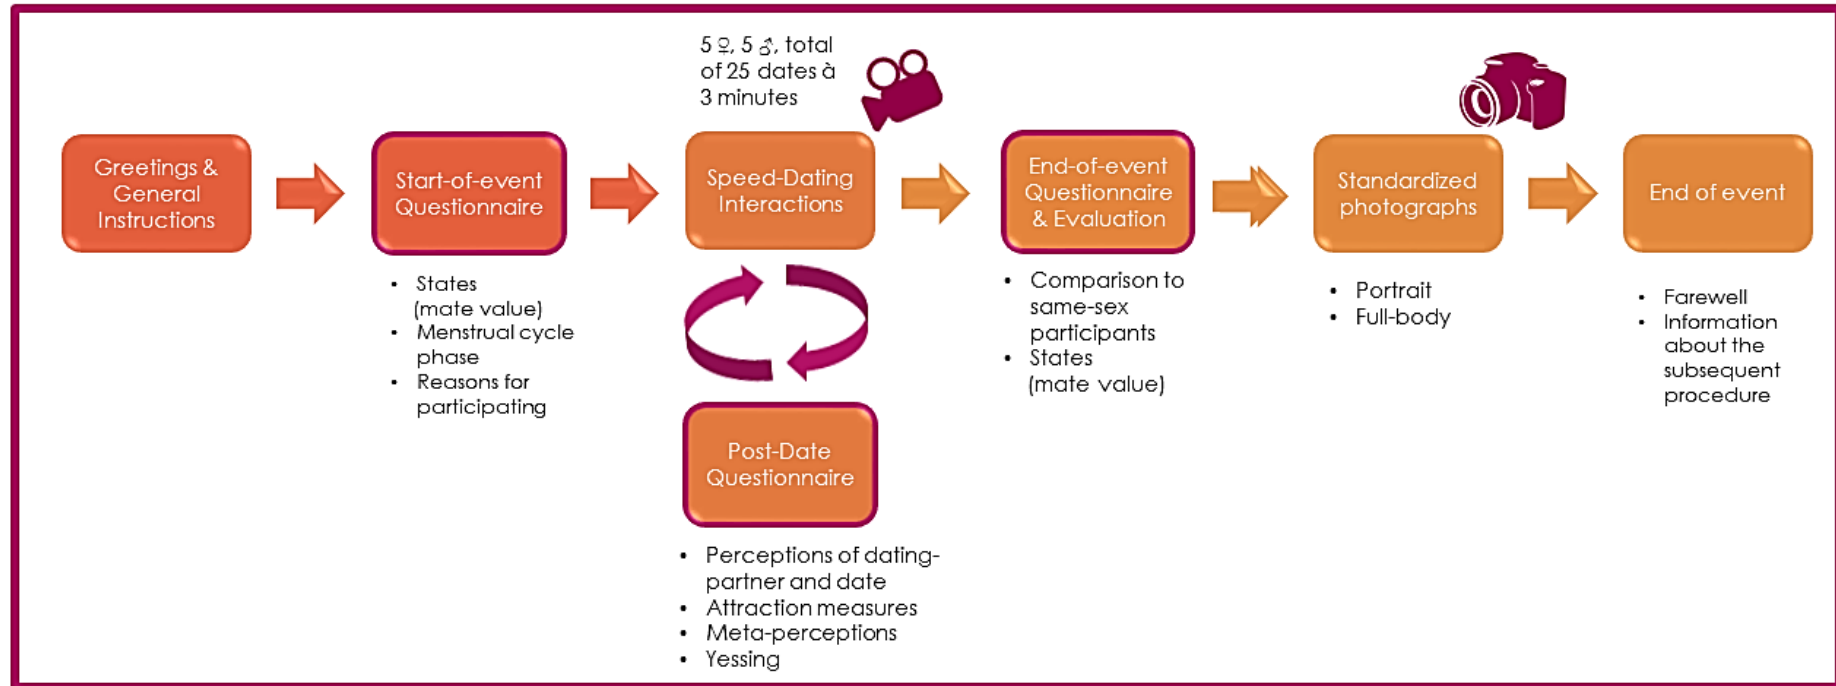 5 ♀, 5 ♂, total
of 25 dates à
3 minutes
Greetings &
General
Instructions
Start-of-event
Questionnaire
• States
(mate value)
• Menstrual cycle
phase
• Reasons for
participating
Speed-Dating
Interactions
Post-Date
Questionnaire
• Perceptions of dating-
partner and date
• Attraction measures
• Meta-perceptions
• Yessing
End-of-event
Questionnaire
& Evaluation
• Comparison to
same-sex
participants
• States
(mate value)
Standardized
photographs
• Portrait
• Full-body
End of event
• Farewell
• Information
about the
subsequent
procedure